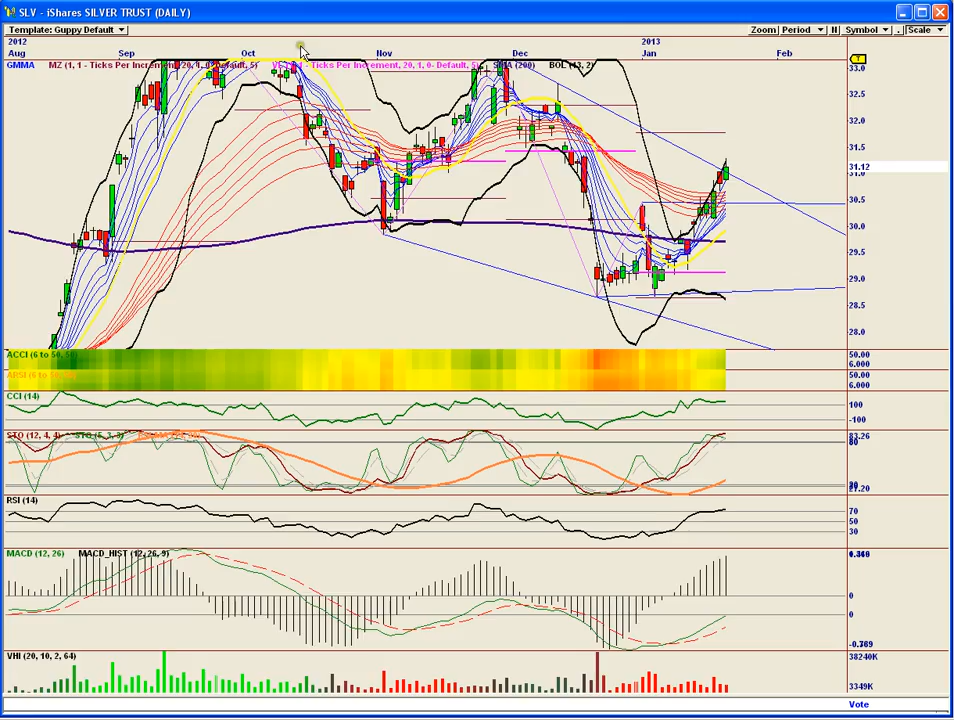 SLV - iShares SILVER TRUST (DAILY)
Template: Guppy Default
Zoom Period Symbol . Scale
2012 2013
Aug Sep Oct Nov Dec Jan Feb
GMMA MZ (1, 1 - Ticks Per Increment, 20, 4, 0- Default, 5) - Ticks Per Increment, 20, 1, 0- Default, 5) SMA (200) BOL (13, 2)
T
33.0
32.5
32.0
31.5
31.12
31.0
30.5
30.0
29.5
29.0
28.5
28.0
ACCI (6 to 50, 50) 50.00
6.000
50.00
6.000
CCI (14)
100
-100
STO (12, 4, 4) STO (5, 3, 3)
80
20
RSI (14)
70
50
30
MACD (12, 26) MACD_HIST (12, 26, 9)
0
0
VHI (20, 10, 2, 64) 38240K
3349K
Vote